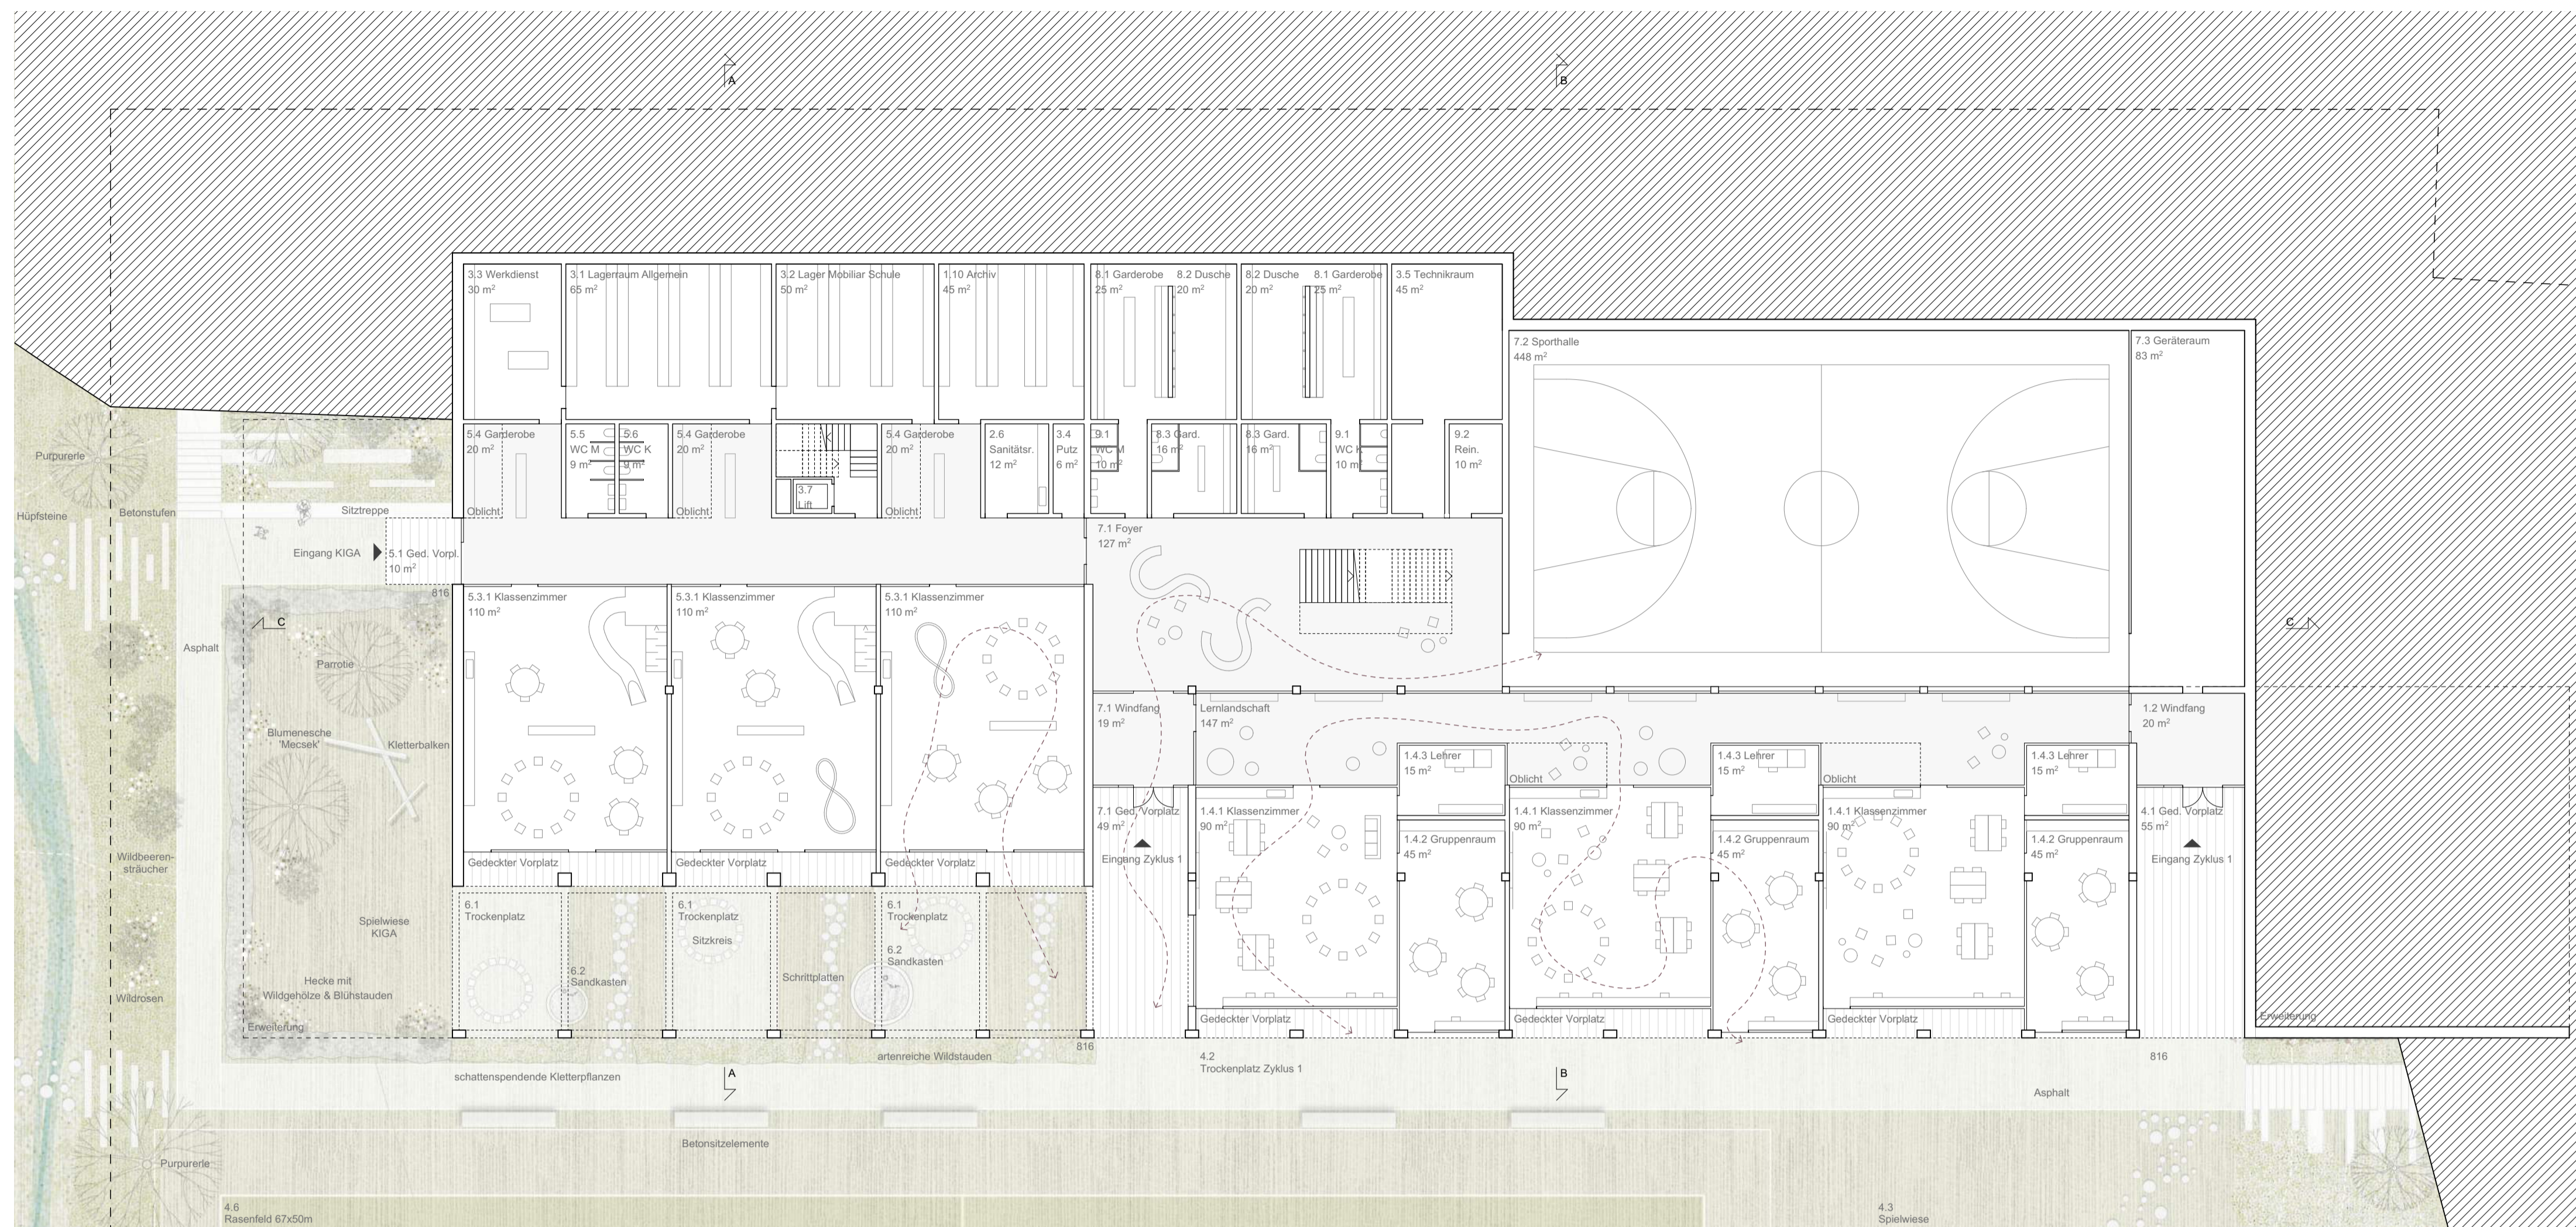 A
B
3.3 Werkdienst
30 m²
3.1 Lagerraum Allgemein
65 m²
3.2 Lager Mobiliar Schule
50 m²
1.10 Archiv
45 m²
8.1 Garderobe
25 m²
8.2 Dusche
20 m²
8.2 Dusche
20 m²
8.1 Garderobe
25 m²
3.5 Technikraum
45 m²
7.2 Sporthalle
448 m²
7.3 Geräteraum
83 m²
5.4 Garderobe
20 m²
Oblicht
5.5
WC M
9 m²
5.6
WC K
9 m²
5.4 Garderobe
20 m²
Oblicht
3.7
Lift
5.4 Garderobe
20 m²
Oblicht
2.6
Sanitätsr.
12 m²
3.4
Putz
6 m²
9.1
WC M
10 m²
8.3 Gard.
16 m²
8.3 Gard.
16 m²
9.1
WC K
10 m²
9.2
Rein.
10 m²
Purpurerle
Hüpfsteine
Betonstufen
Sitztreppe
Eingang KIGA
5.1 Ged. Vorpl.
10 m²
816
7.1 Foyer
127 m²
C
C
Asphalt
Parrotie
Blumenesche
'Mecsek'
Kletterbalken
Wildbeeren-
sträucher
Spielwiese
KIGA
Hecke mit
Wildgehölze & Blühstauden
Wildrosen
Erweiterung
5.3.1 Klassenzimmer
110 m²
5.3.1 Klassenzimmer
110 m²
5.3.1 Klassenzimmer
110 m²
7.1 Windfang
19 m²
Lernlandschaft
147 m²
1.2 Windfang
20 m²
1.4.3 Lehrer
15 m²
Oblicht
1.4.3 Lehrer
15 m²
Oblicht
1.4.3 Lehrer
15 m²
7.1 Ged. Vorplatz
49 m²
Eingang Zyklus 1
1.4.1 Klassenzimmer
90 m²
1.4.2 Gruppenraum
45 m²
1.4.1 Klassenzimmer
90 m²
1.4.2 Gruppenraum
45 m²
1.4.1 Klassenzimmer
90 m²
1.4.2 Gruppenraum
45 m²
4.1 Ged. Vorplatz
55 m²
Eingang Zyklus 1
Gedeckter Vorplatz
Gedeckter Vorplatz
Gedeckter Vorplatz
6.1
Trockenplatz
6.2
Sandkasten
6.1
Trockenplatz
Sitzkreis
Schrittplatten
6.1
Trockenplatz
6.2
Sandkasten
Gedeckter Vorplatz
Gedeckter Vorplatz
Gedeckter Vorplatz
Erweiterung
816
artenreiche Wildstauden
4.2
Trockenplatz Zyklus 1
816
schattenspendende Kletterpflanzen
A
B
Asphalt
Betonsitzelemente
Purpurerle
4.6
Rasenfeld 67x50m
4.3
Spielwiese